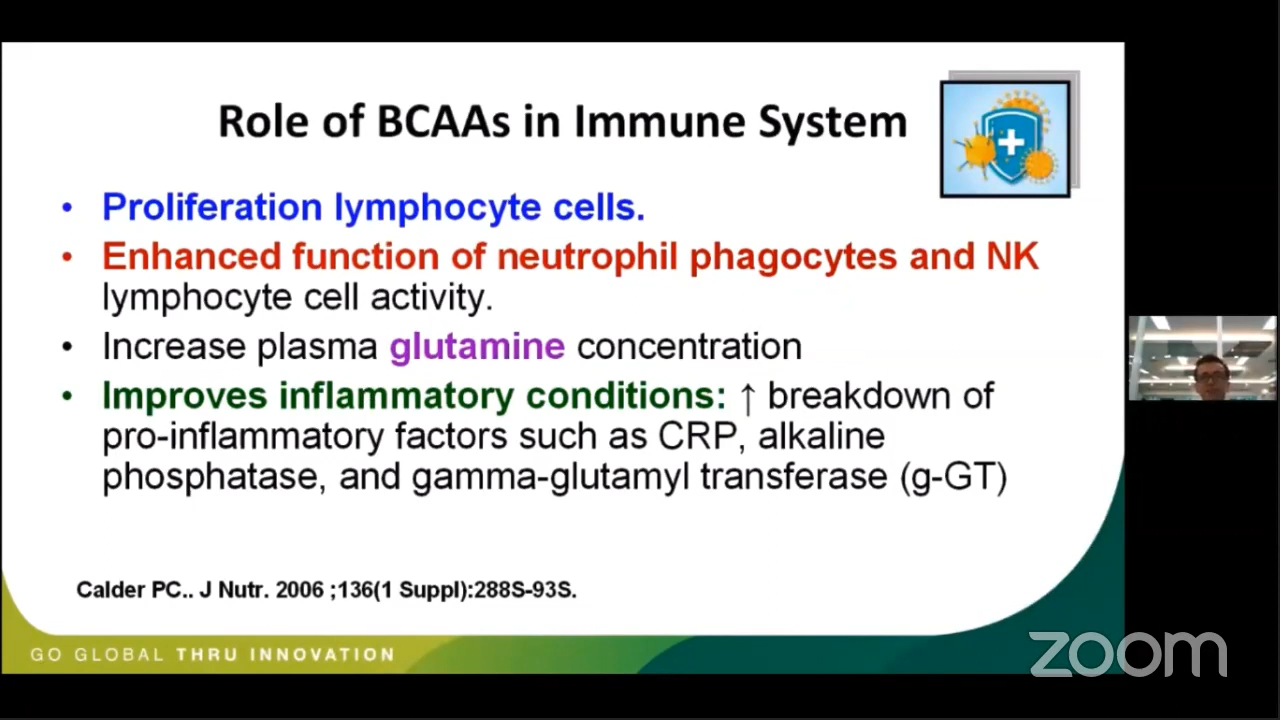 Role of BCAAs in Immune System
• Proliferation lymphocyte cells.
• Enhanced function of neutrophil phagocytes and NK
lymphocyte cell activity.
• Increase plasma glutamine concentration
• Improves inflammatory conditions: ↑ breakdown of
pro-inflammatory factors such as CRP, alkaline
phosphatase, and gamma-glutamyl transferase (g-GT)
Calder PC.. J Nutr. 2006 ;136(1 Suppl):288S-93S.
GO GLOBAL THRU INNOVATION
zoom